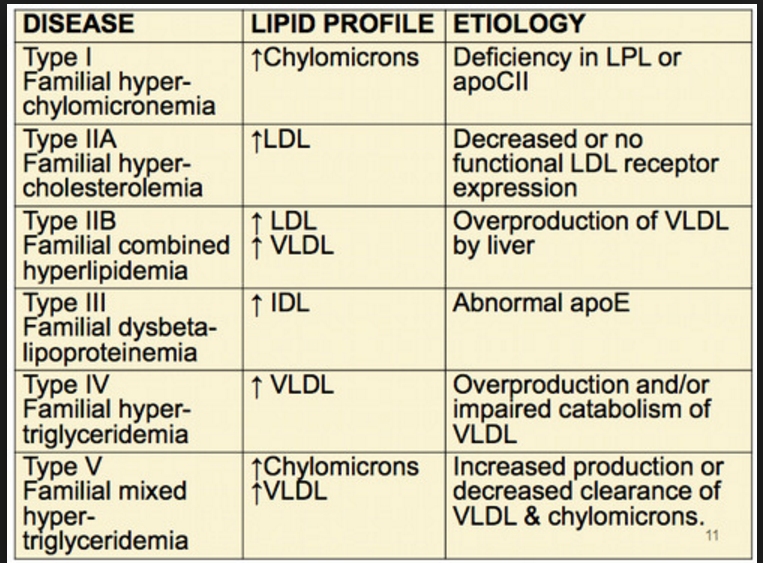 DISEASE LIPID PROFILE ETIOLOGY
Type I ↑Chylomicrons Deficiency in LPL or
Familial hyper- apoCII
chylomicronemia
Type IIA ↑LDL Decreased or no
Familial hyper- functional LDL receptor
cholesterolemia expression
Type IIB ↑ LDL Overproduction of VLDL
Familial combined ↑ VLDL by liver
hyperlipidemia
Type III ↑ IDL Abnormal apoE
Familial dysbeta-
lipoproteinemia
Type IV ↑ VLDL Overproduction and/or
Familial hyper- impaired catabolism of
triglyceridemia VLDL
Type V ↑Chylomicrons Increased production or
Familial mixed ↑VLDL decreased clearance of
hyper- VLDL & chylomicrons.
triglyceridemia 11